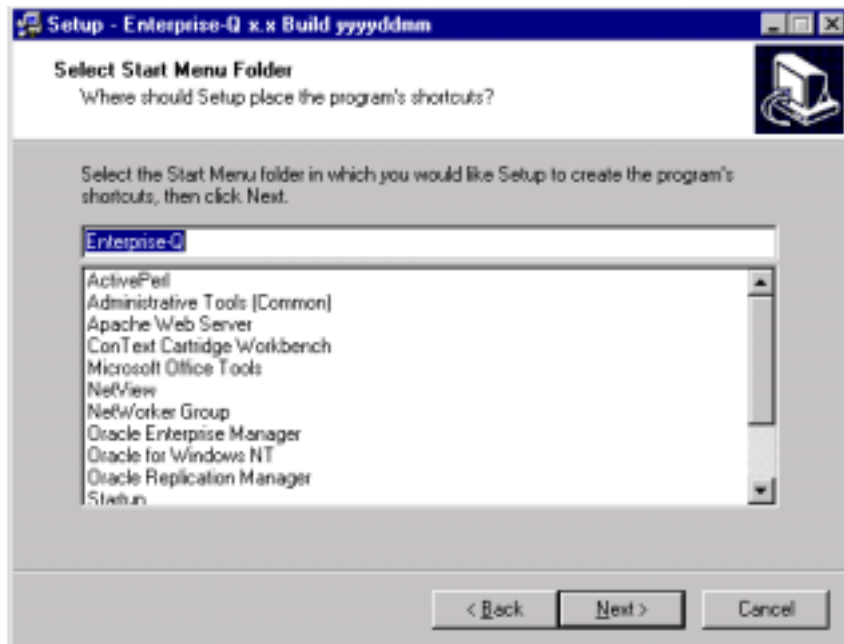 Setup - Enterprise-Q x.x Build yyyyddmm
Select Start Menu Folder
Where should Setup place the program's shortcuts?
Select the Start Menu folder in which you would like Setup to create the program's
shortcuts, then click Next.
Enterprise-Q
ActivePerl
Administrative Tools (Common)
Apache Web Server
ConText Cartridge Workbench
Microsoft Office Tools
NetView
NetWorker Group
Oracle Enterprise Manager
Oracle for Windows NT
Oracle Replication Manager
Startup
< Back
Next >
Cancel